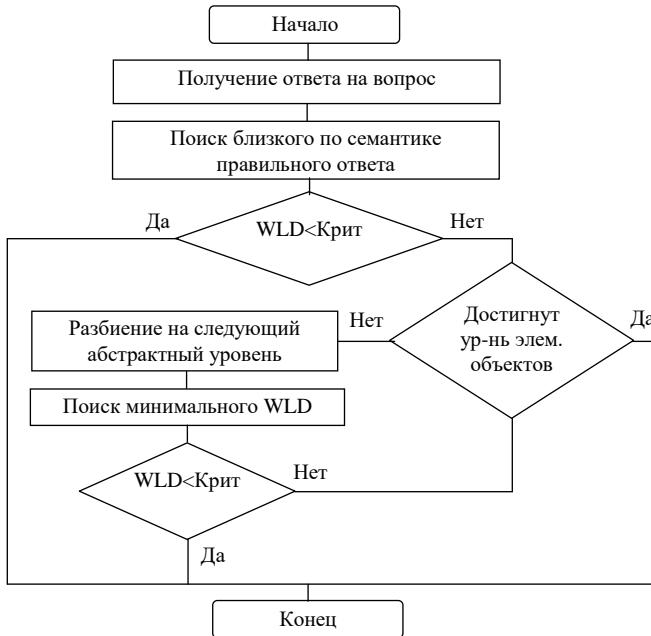 Начало
Получение ответа на вопрос
Поиск близкого по семантике
правильного ответа
Да
WLD<Крит
Нет
Разбиение на следующий
абстрактный уровень
Нет
Достигнут
ур-нь элем.
объектов
Да
Поиск минимального WLD
WLD<Крит
Нет
Да
Конец